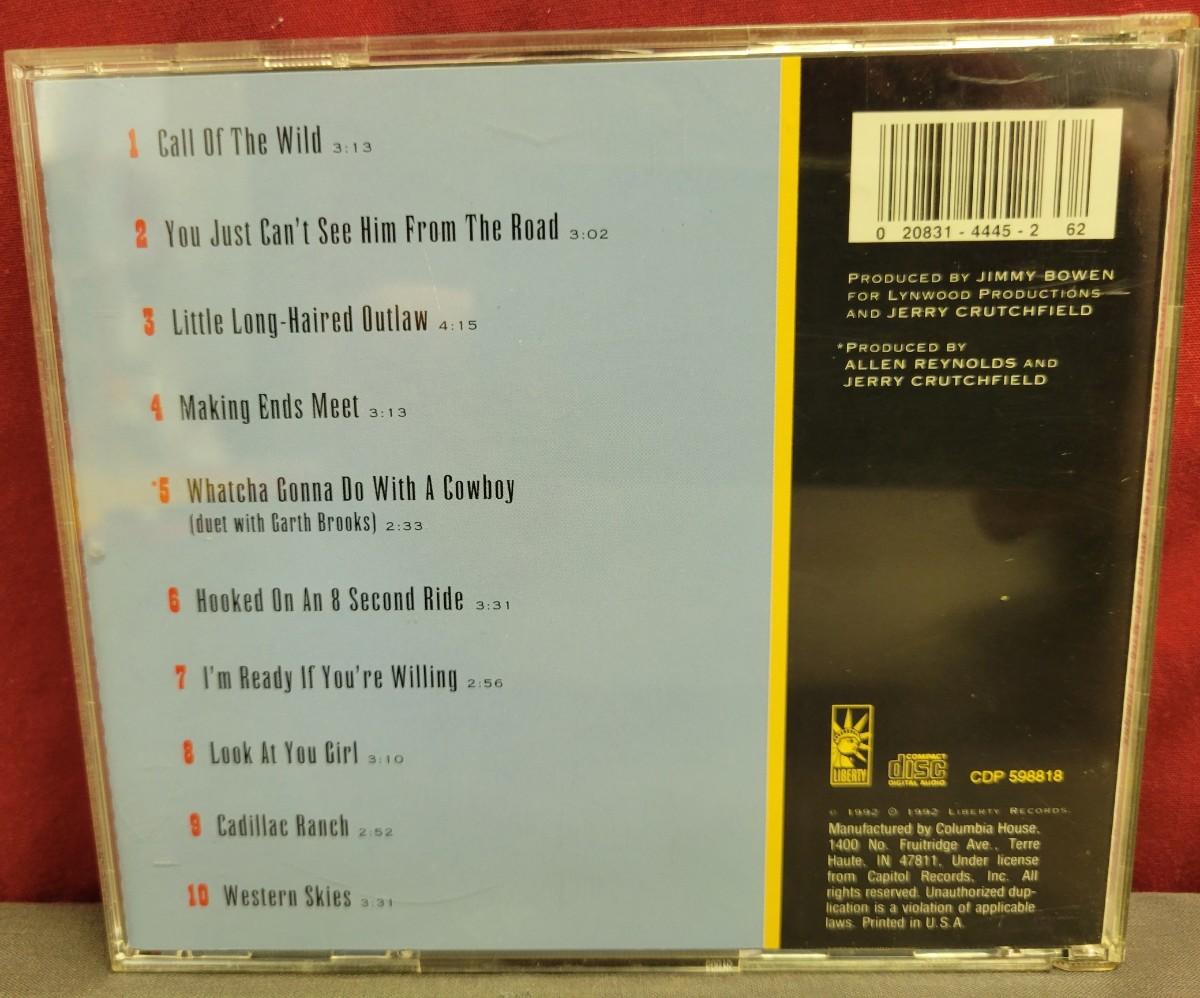 1 Call Of The Wild 3:13
2 You Just Can't See Him From The Road 3:02
3 Little Long-Haired Outlaw 4:15
4 Making Ends Meet 3:13
*5 Whatcha Gonna Do With A Cowboy
(duet with Garth Brooks) 2:33
6 Hooked On An 8 Second Ride 3:31
7 I'm Ready If You're Willing 2:56
8 Look At You Girl 3:10
9 Cadillac Ranch 2:52
10 Western Skies 3:31
0 20831-4445-2 62
PRODUCED BY JIMMY BOWEN
FOR LYNWOOD PRODUCTIONS
AND JERRY CRUTCHFIELD
*PRODUCED BY
ALLEN REYNOLDS AND
JERRY CRUTCHFIELD
LIBERTY
COMPACT
disc
DIGITAL AUDIO
CDP 598818
℗ 1992 © 1992 LIBERTY RECORDS.
Manufactured by Columbia House,
1400 No. Fruitridge Ave., Terre
Haute, IN 47811, Under license
from Capitol Records, Inc. All
rights reserved. Unauthorized dup-
lication is a violation of applicable
laws. Printed in U.S.A.